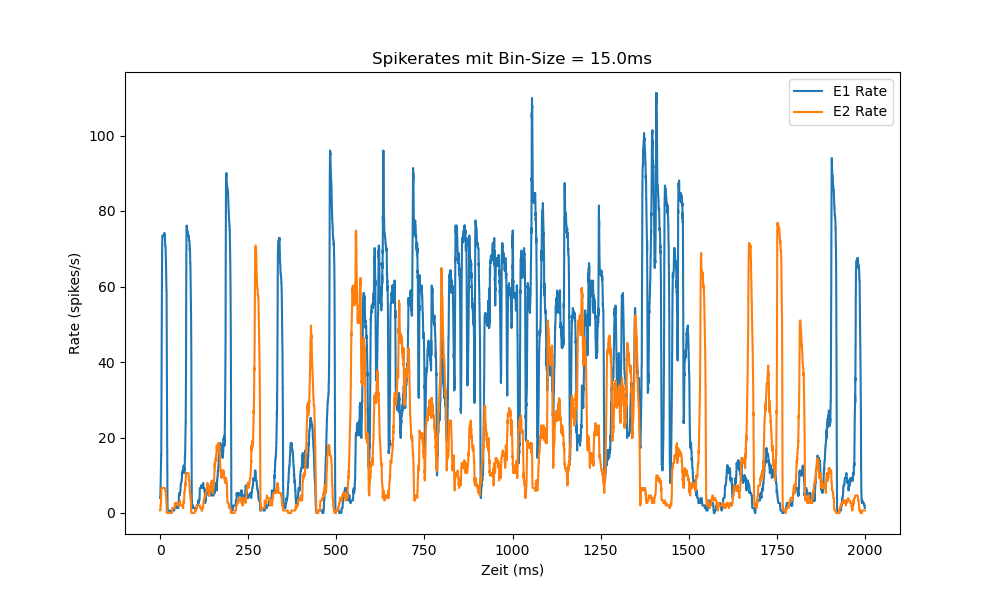 Spikerates mit Bin-Size = 15.0ms
E1 Rate
E2 Rate
100
80
60
40
20
0
Rate (spikes/s)
0 250 500 750 1000 1250 1500 1750 2000
Zeit (ms)